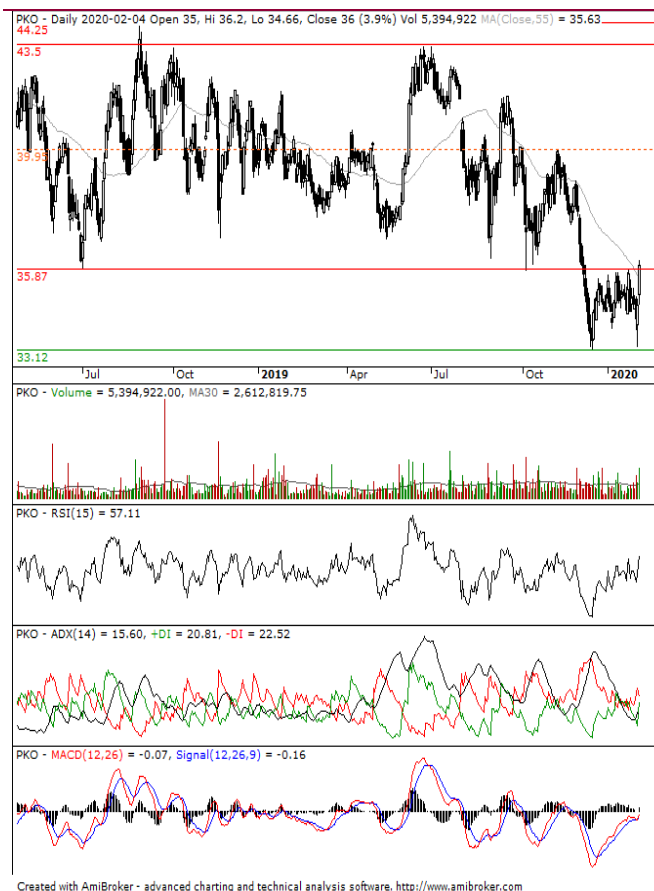 PKO - Daily 2020-02-04 Open 35, Hi 36.2, Lo 34.66, Close 36 (3.9%) Vol 5,394,922 MA(Close,55) = 35.63
44.25
43.5
39.95
35.87
33.12
Jul Oct 2019 Apr Jul Oct 2020
PKO - Volume = 5,394,922.00, MA30 = 2,612,819.75
PKO - RSI(15) = 57.11
PKO - ADX(14) = 15.60, +DI = 20.81, -DI = 22.52
PKO - MACD(12,26) = -0.07, Signal(12,26,9) = -0.16
Created with AmiBroker - advanced charting and technical analysis software. http://www.amibroker.com